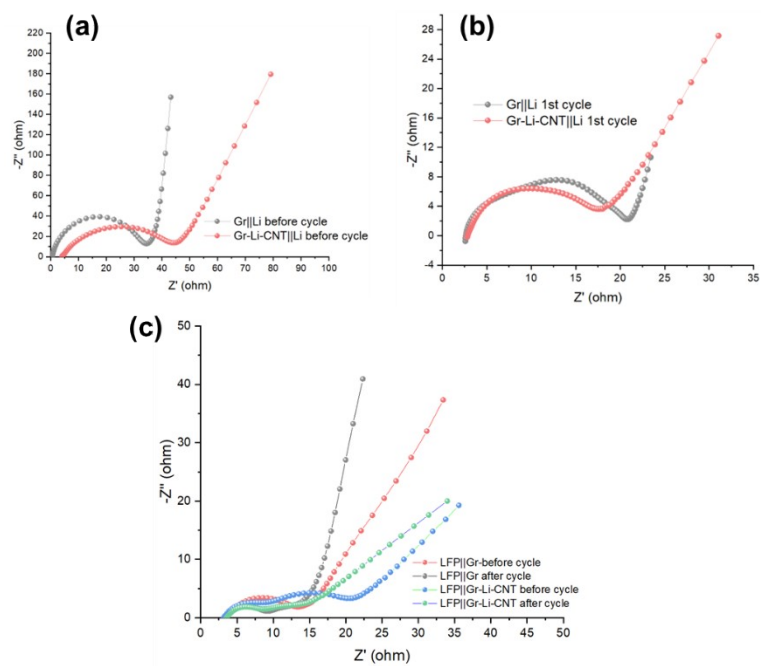 (a)
220
200
180
160
140
120
100
80
60
40
20
0
-Z" (ohm)
Gr||Li before cycle
Gr-Li-CNT||Li before cycle
0 10 20 30 40 50 60 70 80 90 100
Z' (ohm)
(b)
28
24
20
16
12
8
4
0
-4
-Z" (ohm)
Gr||Li 1st cycle
Gr-Li-CNT||Li 1st cycle
0 5 10 15 20 25 30 35
Z' (ohm)
(c)
50
40
30
20
10
0
-Z" (ohm)
LFP||Gr-before cycle
LFP||Gr after cycle
LFP||Gr-Li-CNT before cycle
LFP||Gr-Li-CNT after cycle
0 5 10 15 20 25 30 35 40 45 50
Z' (ohm)